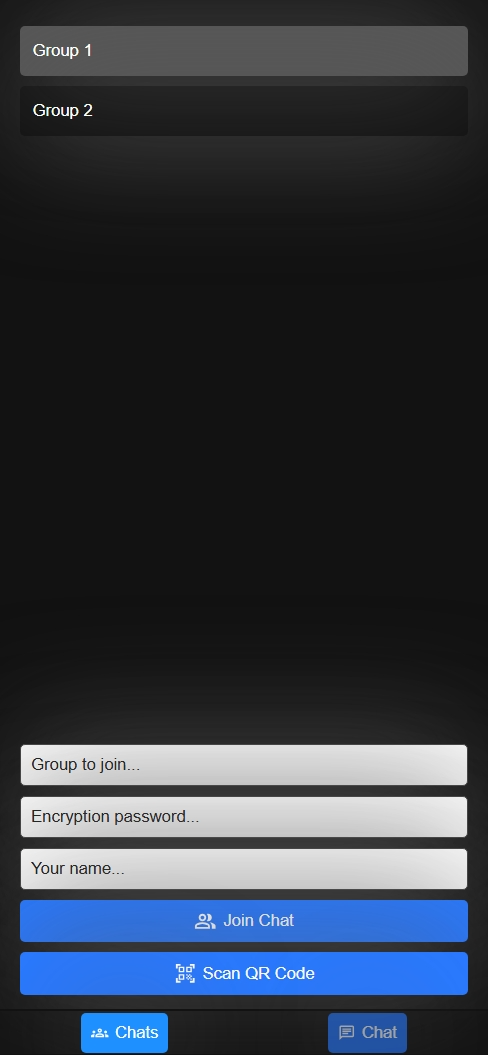 Group 1
Group 2
Group to join...
Encryption password...
Your name...
Join Chat
Scan QR Code
Chats
Chat